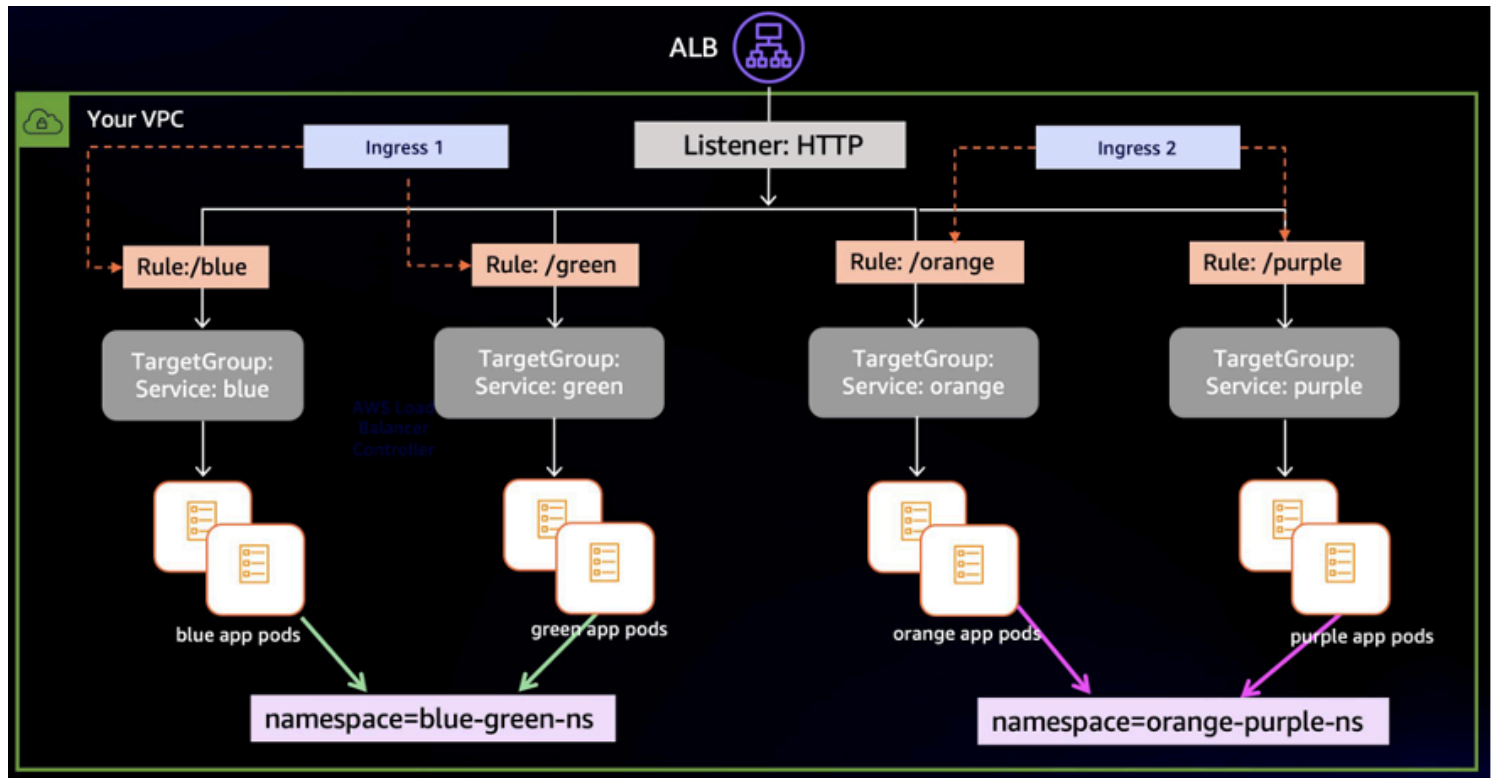 ALB
Your VPC
Ingress 1
Listener: HTTP
Ingress 2
Rule:/blue
Rule: /green
Rule: /orange
Rule: /purple
TargetGroup:
Service: blue
TargetGroup:
Service: green
TargetGroup:
Service: orange
TargetGroup:
Service: purple
AWS Load
Balancer
Controller
blue app pods
green app pods
orange app pods
purple app pods
namespace=blue-green-ns
namespace=orange-purple-ns